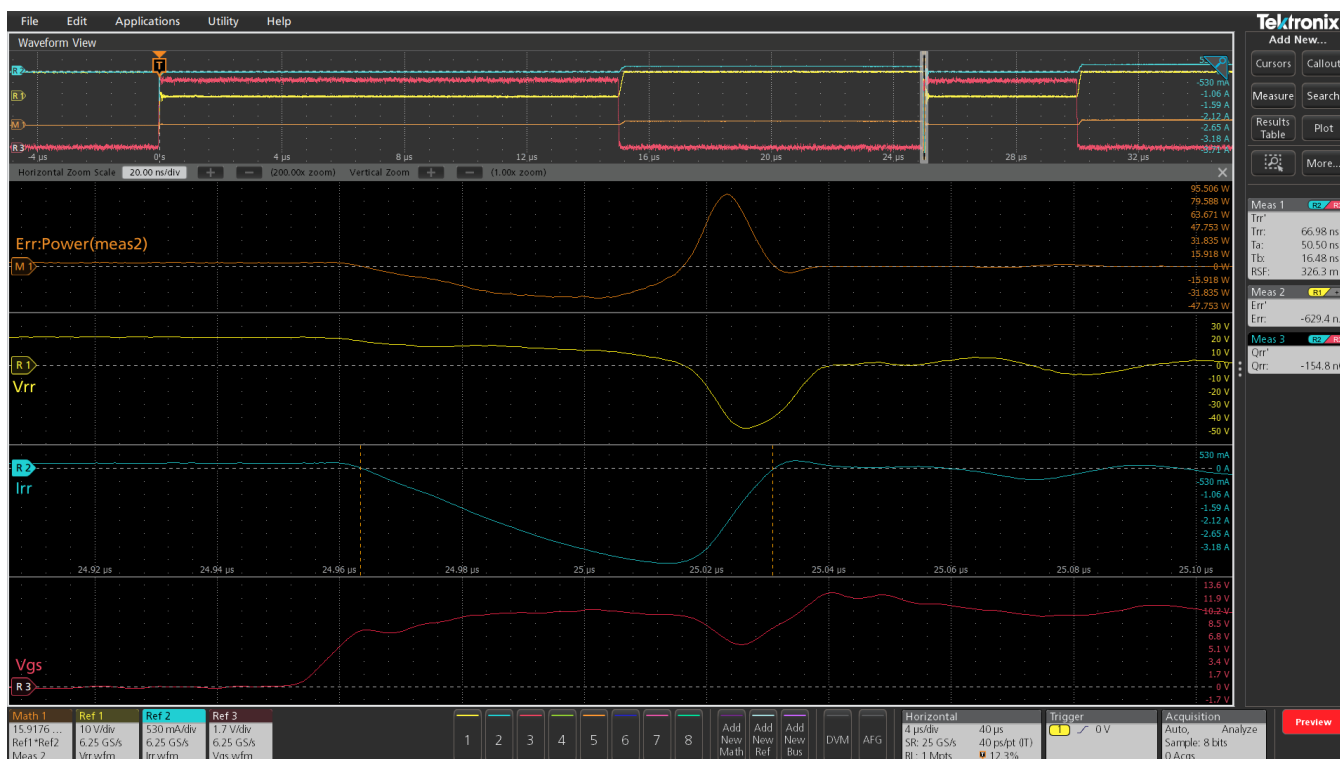 File Edit Applications Utility Help
Tektronix
Waveform View
Add New...
Cursors Callout
Measure Search
Results Table Plot
More...
R2
R1
M1
R3
T
-530 mA
-1.06 A
-1.59 A
-2.12 A
-2.65 A
-3.18 A
-3.71 A
-4 µs 0 s 4 µs 8 µs 12 µs 16 µs 20 µs 24 µs 28 µs 32 µs
Horizontal Zoom Scale 20.00 ns/div + − (200.00x zoom) Vertical Zoom + − (1.00x zoom)
Err:Power(meas2)
M 1
95.506 W
79.588 W
63.671 W
47.753 W
31.835 W
15.918 W
0 W
-15.918 W
-31.835 W
-47.753 W
R 1
Vrr
30 V
20 V
10 V
0 V
-10 V
-20 V
-30 V
-40 V
-50 V
R 2
Irr
530 mA
0 A
-530 mA
-1.06 A
-1.59 A
-2.12 A
-2.65 A
-3.18 A
24.92 µs 24.94 µs 24.96 µs 24.98 µs 25 µs 25.02 µs 25.04 µs 25.06 µs 25.08 µs 25.10 µs
Vgs
R 3
13.6 V
11.9 V
10.2 V
8.5 V
6.8 V
5.1 V
3.4 V
1.7 V
0 V
-1.7 V
Meas 1 R2
Trr'
Trr: 66.98 ns
Ta: 50.50 ns
Tb: 16.48 ns
RSF: 326.3 m
Meas 2 R1
Err'
Err: -629.4 n
Meas 3 R2
Qrr'
Qrr: -154.8 n
Math 1
15.9176 ...
Ref1*Ref2
Meas 2
Ref 1
10 V/div
6.25 GS/s
Vrr.wfm
Ref 2
530 mA/div
6.25 GS/s
Irr.wfm
Ref 3
1.7 V/div
6.25 GS/s
Vgs.wfm
1 2 3 4 5 6 7 8
Add New Math
Add New Ref
Add New Bus
DVM AFG
Horizontal
4 µs/div 40 µs
SR: 25 GS/s 40 ps/pt (IT)
RL: 1 Mpts 12.3%
Trigger
1 0 V
Acquisition
Auto, Analyze
Sample: 8 bits
0 Acqs
Preview